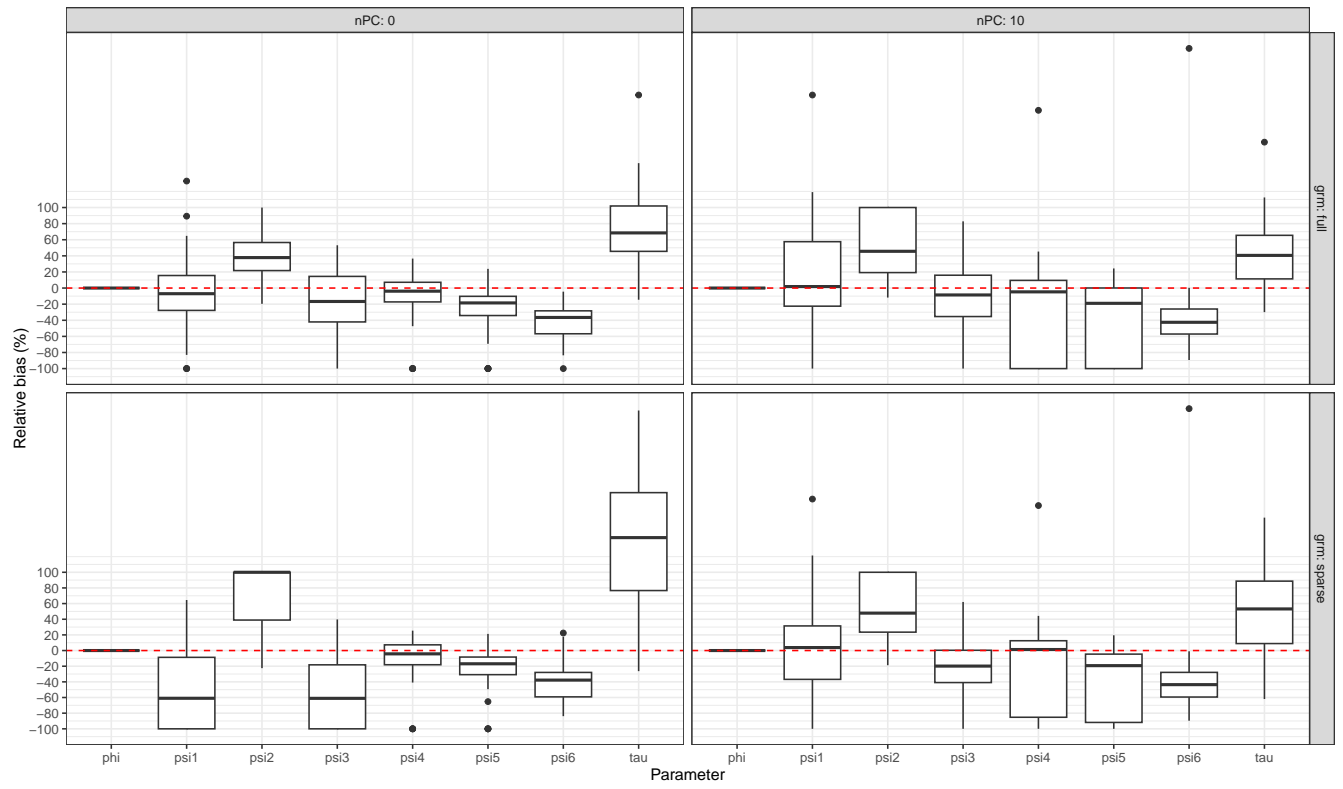 nPC: 0
nPC: 10
Relative bias (%)
100
80
60
40
20
0
−20
−40
−60
−80
−100
grm: full
100
80
60
40
20
0
−20
−40
−60
−80
−100
grm: sparse
phi psi1 psi2 psi3 psi4 psi5 psi6 tau
phi psi1 psi2 psi3 psi4 psi5 psi6 tau
Parameter